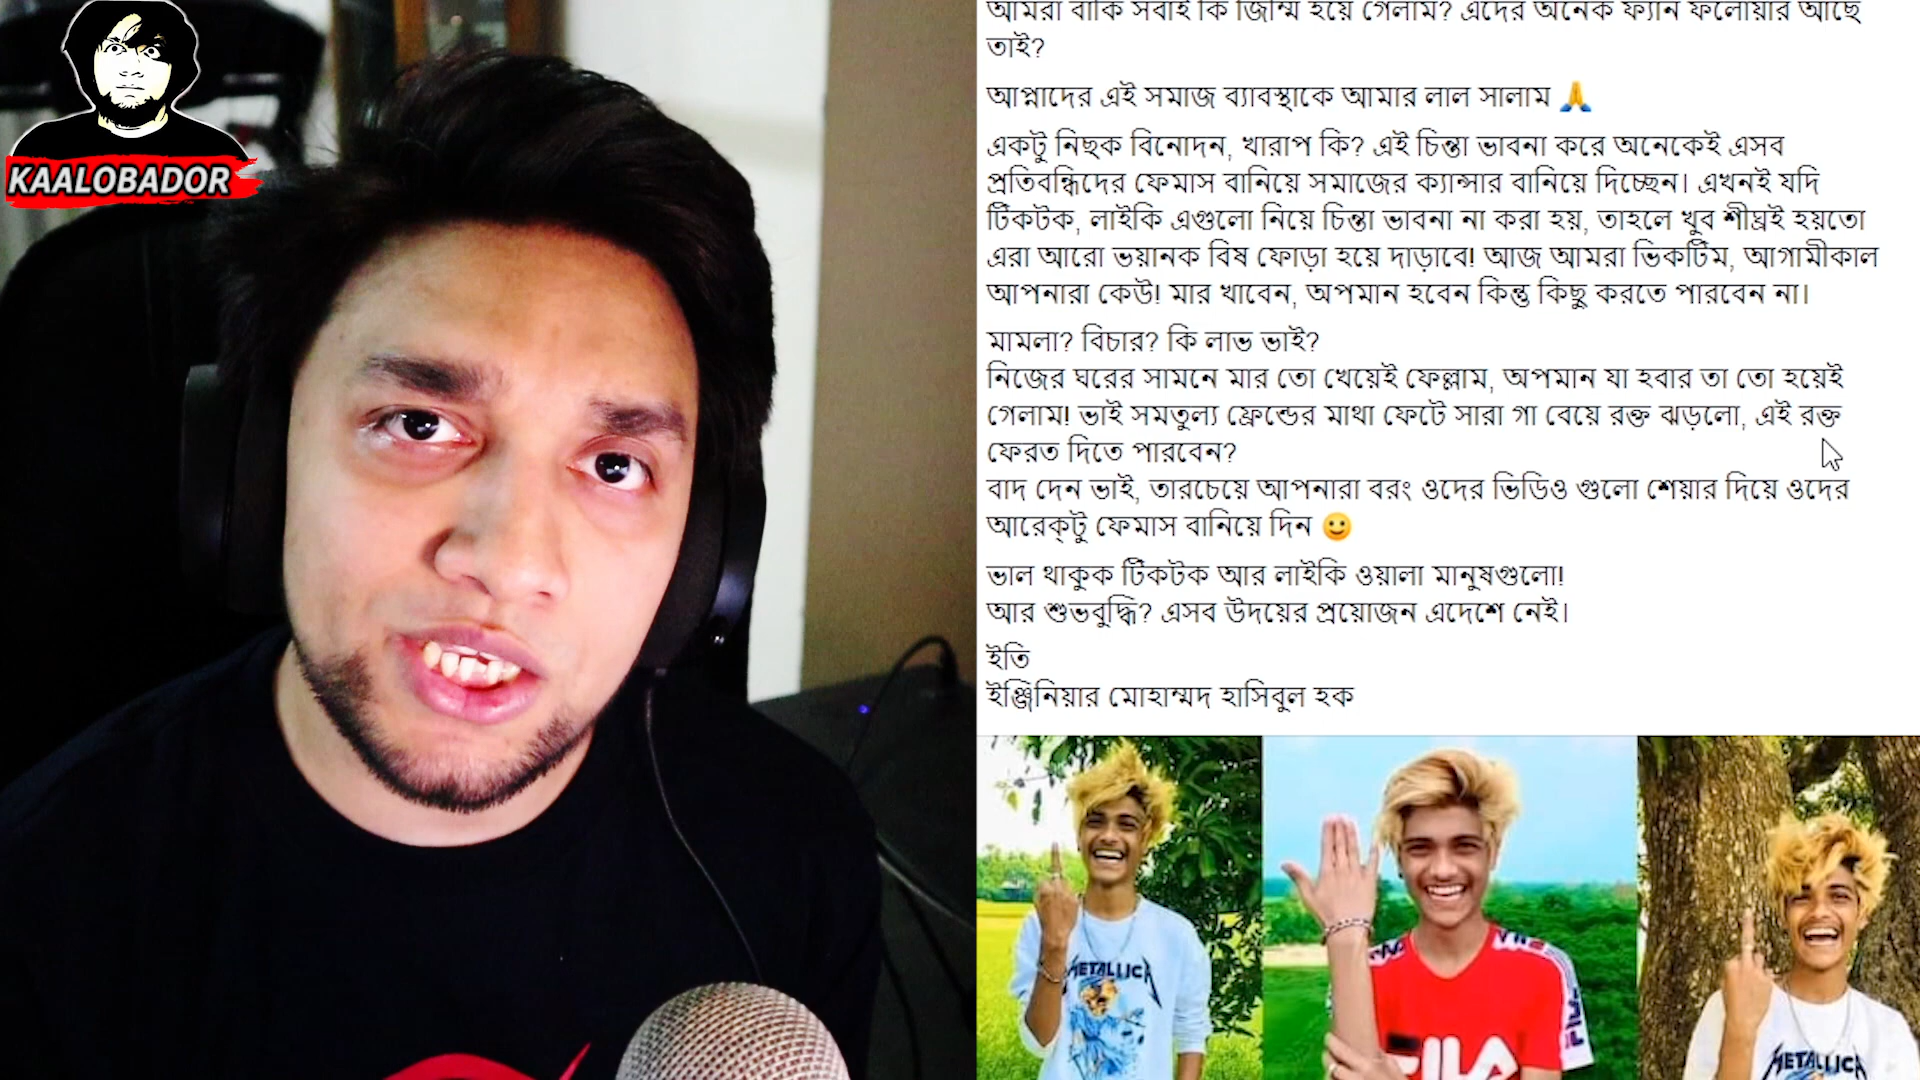 KAALOBADOR
আমরা বাকি সবাই কি জিম্মি হয়ে গেলাম? এদের অনেক ফ্যান ফলোয়ার আছে
তাই?
আপ্নাদের এই সমাজ ব্যাবস্থাকে আমার লাল সালাম 🙏
একটু নিছক বিনোদন, খারাপ কি? এই চিন্তা ভাবনা করে অনেকেই এসব
প্রতিবন্ধিদের ফেমাস বানিয়ে সমাজের ক্যান্সার বানিয়ে দিচ্ছেন। এখনই যদি
টিকটক, লাইকি এগুলো নিয়ে চিন্তা ভাবনা না করা হয়, তাহলে খুব শীঘ্রই হয়তো
এরা আরো ভয়ানক বিষ ফোড়া হয়ে দাড়াবে! আজ আমরা ভিকটিম, আগামীকাল
আপনারা কেউ! মার খাবেন, অপমান হবেন কিন্তু কিছু করতে পারবেন না।
মামলা? বিচার? কি লাভ ভাই?
নিজের ঘরের সামনে মার তো খেয়েই ফেল্লাম, অপমান যা হবার তা তো হয়েই
গেলাম! ভাই সমতুল্য ফ্রেন্ডের মাথা ফেটে সারা গা বেয়ে রক্ত ঝড়লো, এই রক্ত
ফেরত দিতে পারবেন?
বাদ দেন ভাই, তারচেয়ে আপনারা বরং ওদের ভিডিও গুলো শেয়ার দিয়ে ওদের
আরেক্টু ফেমাস বানিয়ে দিন 🙂
ভাল থাকুক টিকটক আর লাইকি ওয়ালা মানুষগুলো!
আর শুভবুদ্ধি? এসব উদয়ের প্রয়োজন এদেশে নেই।
ইতি
ইঞ্জিনিয়ার মোহাম্মদ হাসিবুল হক
METALLICA
FILA
METALLICA